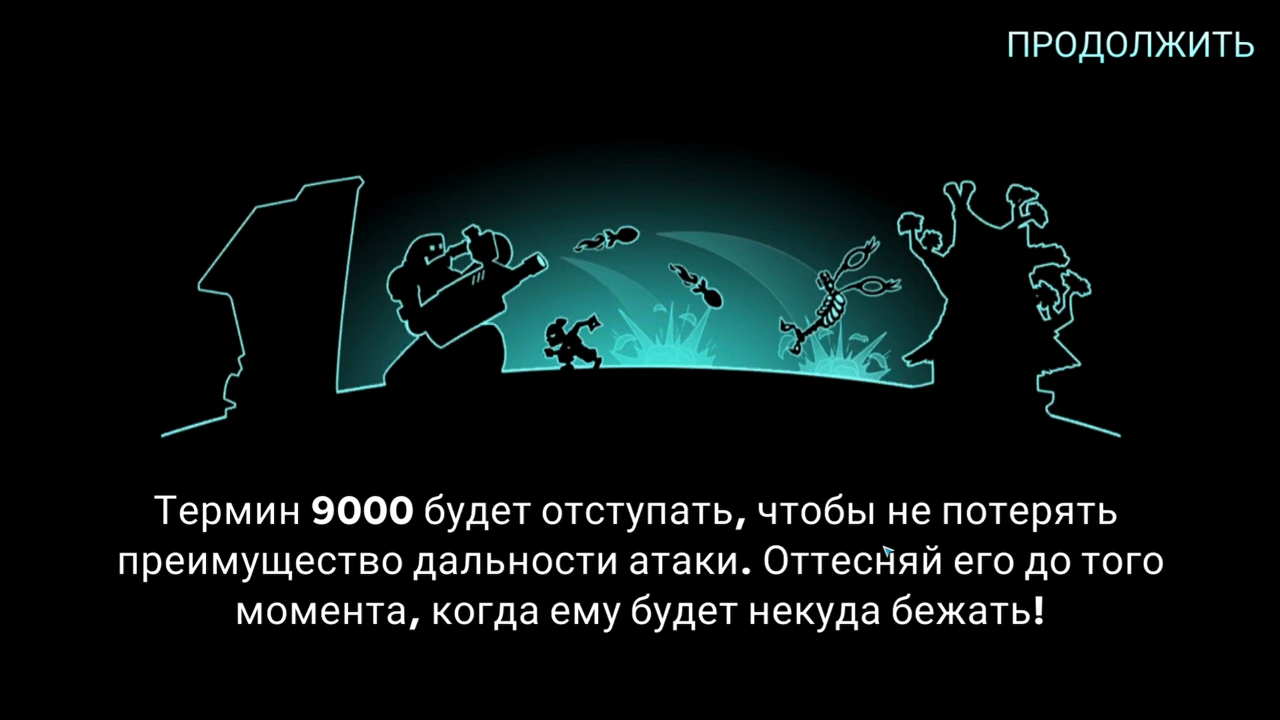 ПРОДОЛЖИТЬ
Термин 9000 будет отступать, чтобы не потерять
преимущество дальности атаки. Оттесняй его до того
момента, когда ему будет некуда бежать!